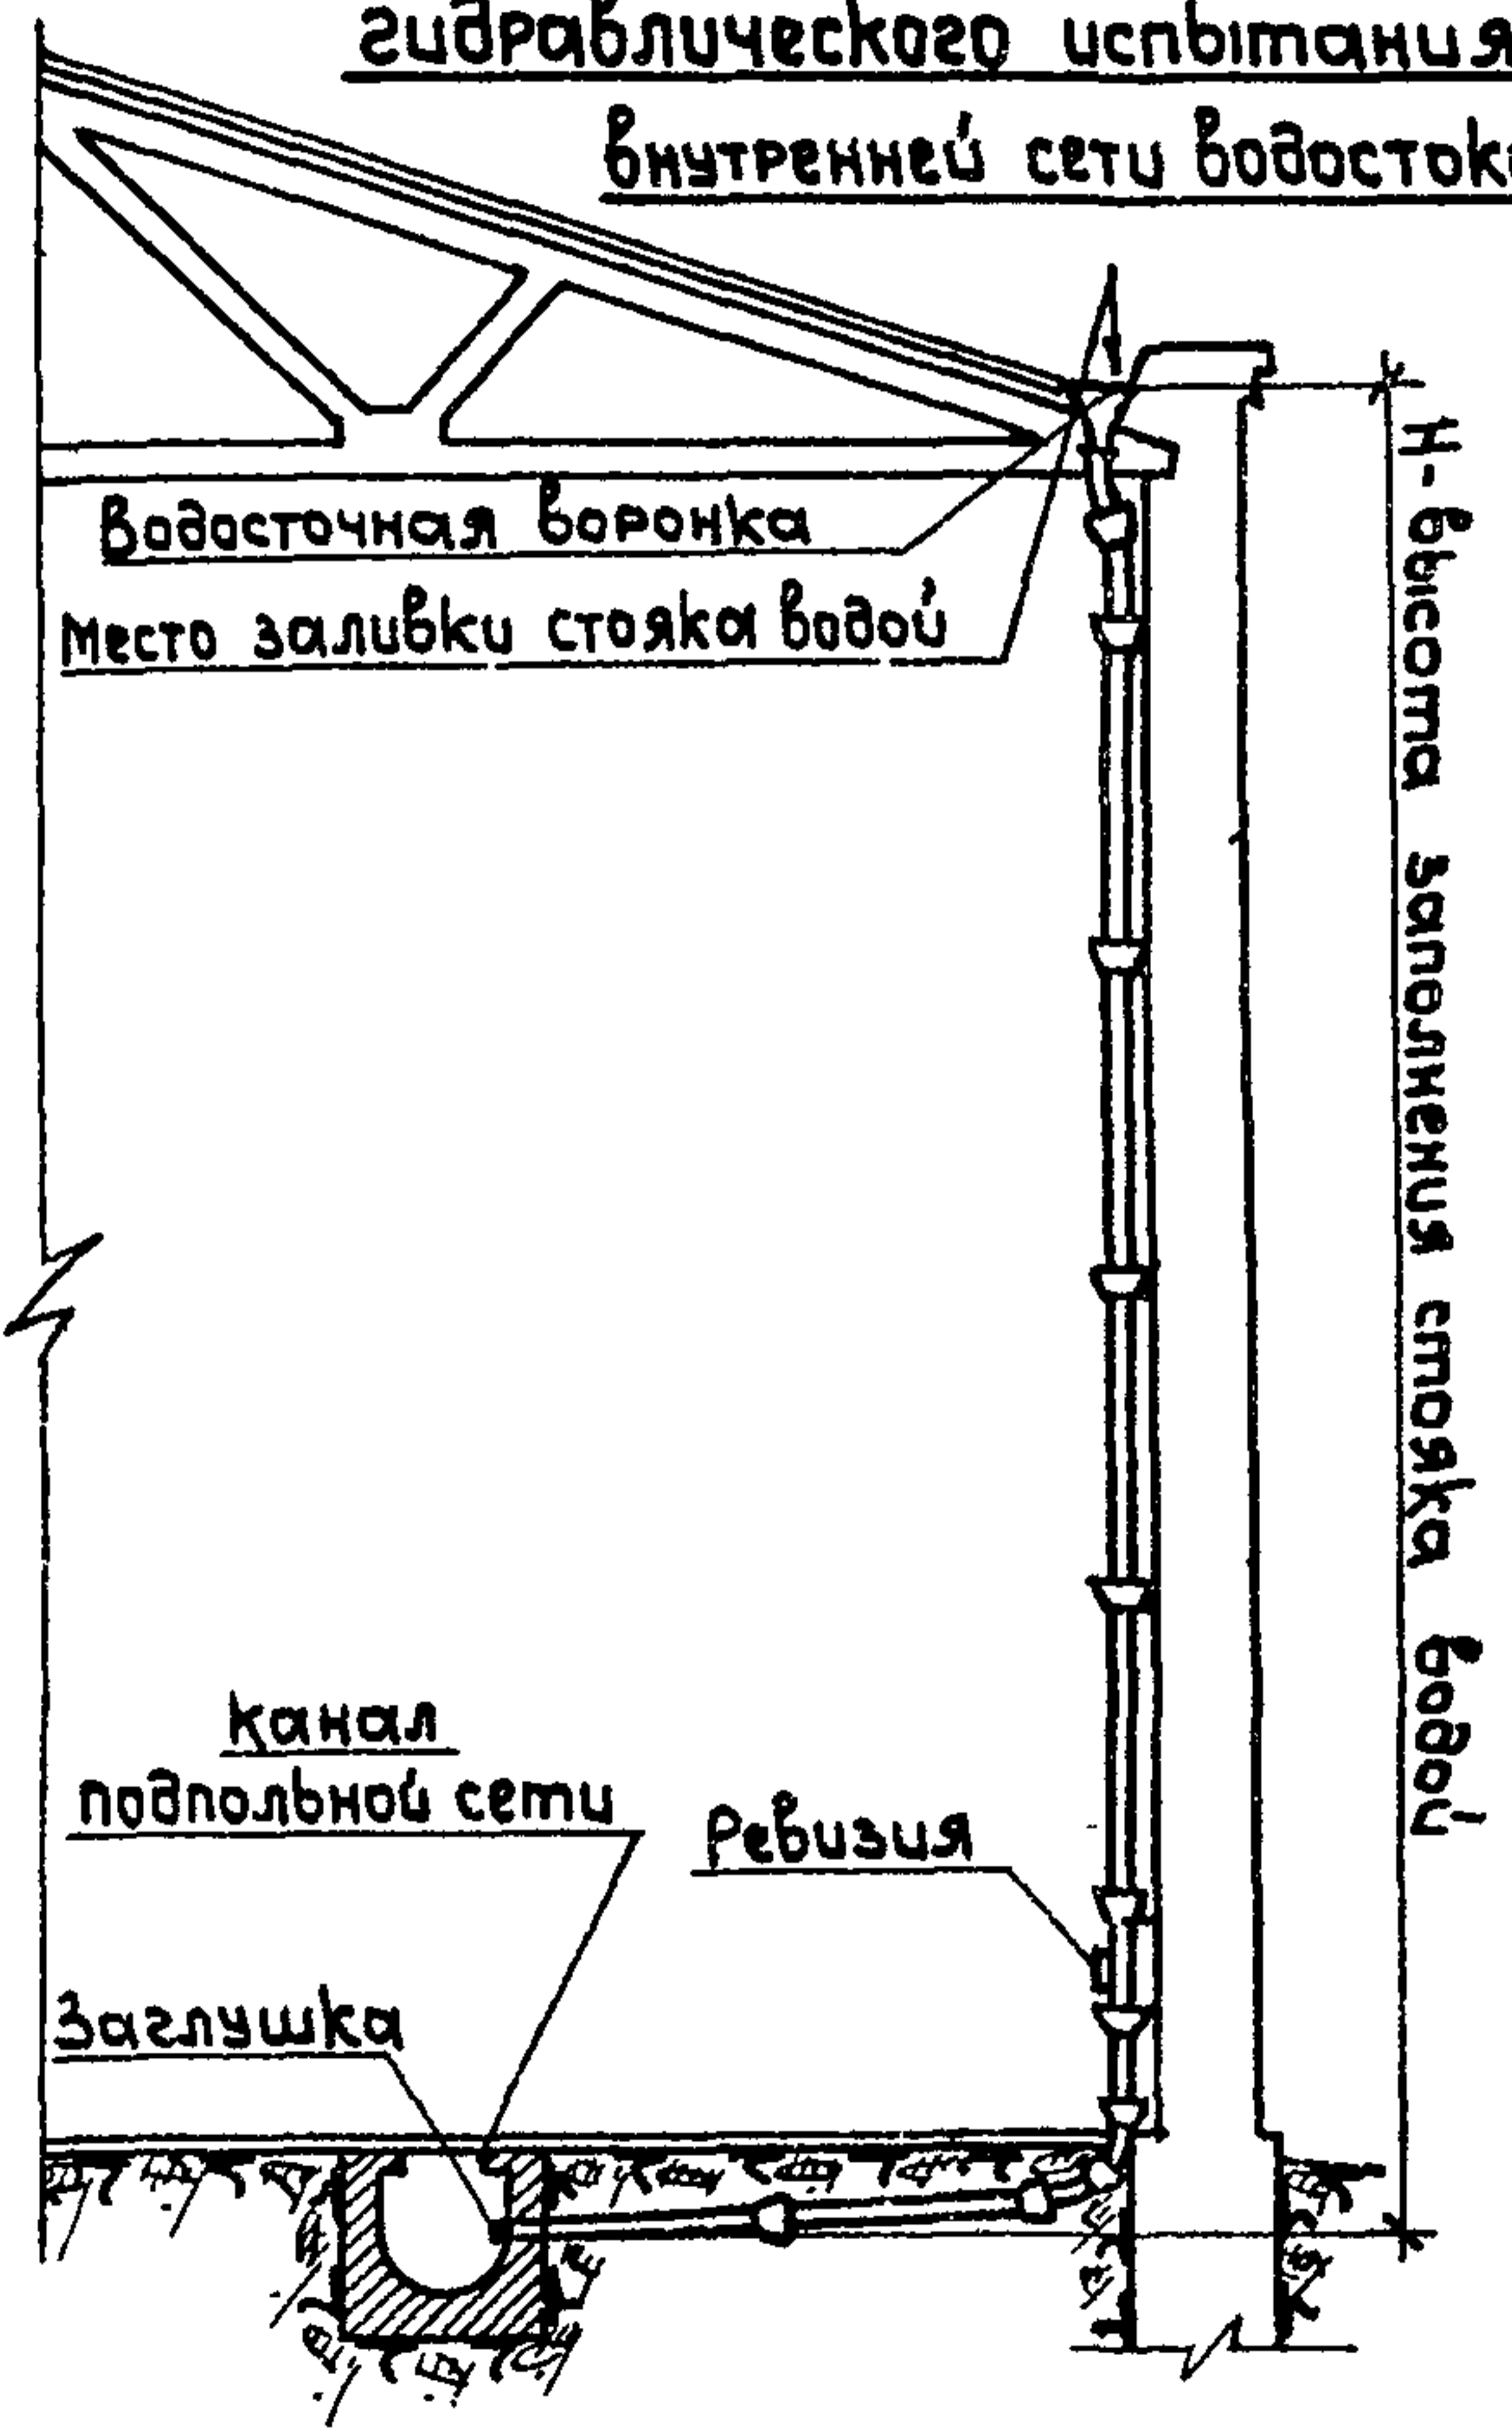 гидравлического испытания
внутренней сети водосток
водосточная воронка
место заливки стояка водой
H-высота заполнения стояка водой
канал
подпольной сети
Ревизия
Заглушка